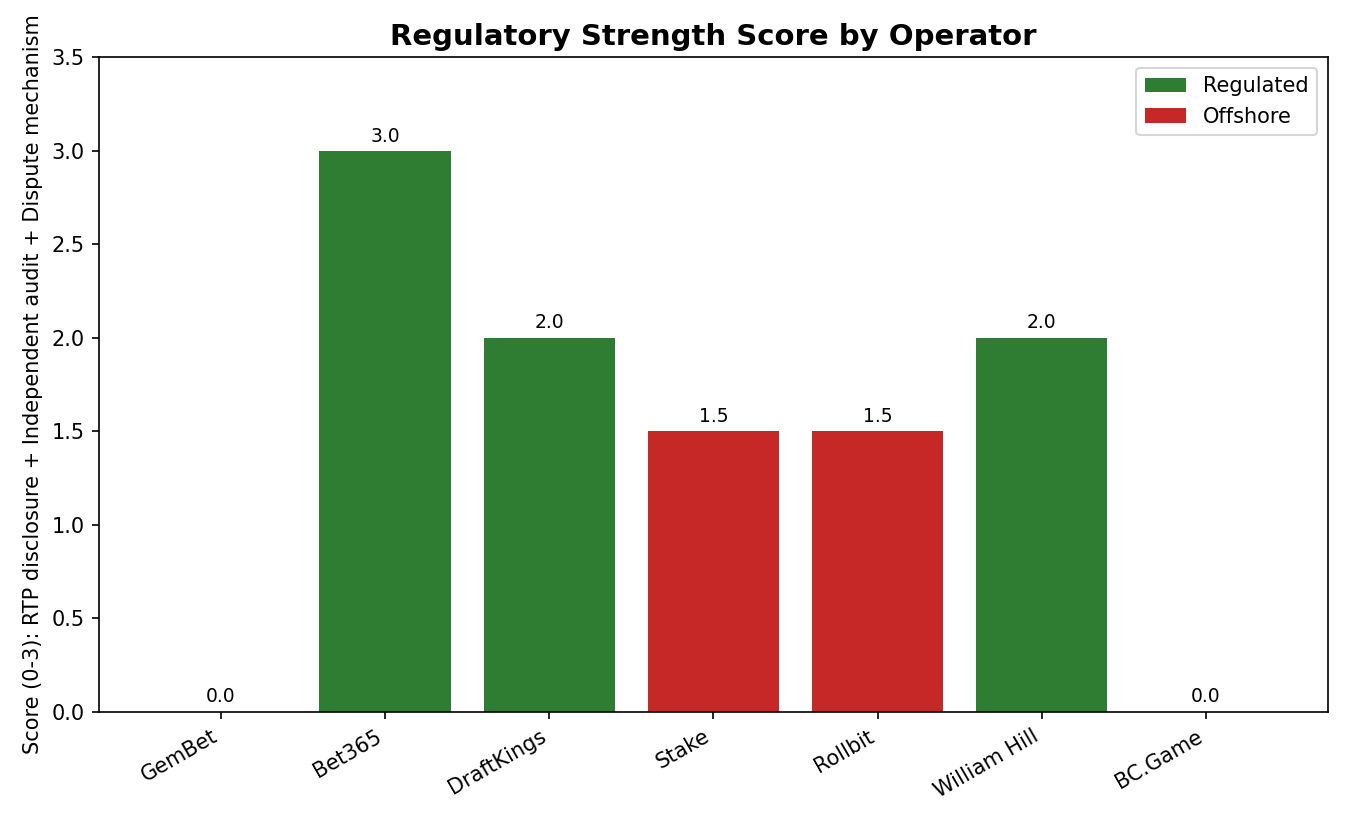 Regulatory Strength Score by Operator
Score (0-3): RTP disclosure + Independent audit + Dispute mechanism
3.5
3.0
2.5
2.0
1.5
1.0
0.5
0.0
Regulated
Offshore
0.0
3.0
2.0
1.5
1.5
2.0
0.0
GemBet
Bet365
DraftKings
Stake
Rollbit
William Hill
BC.Game